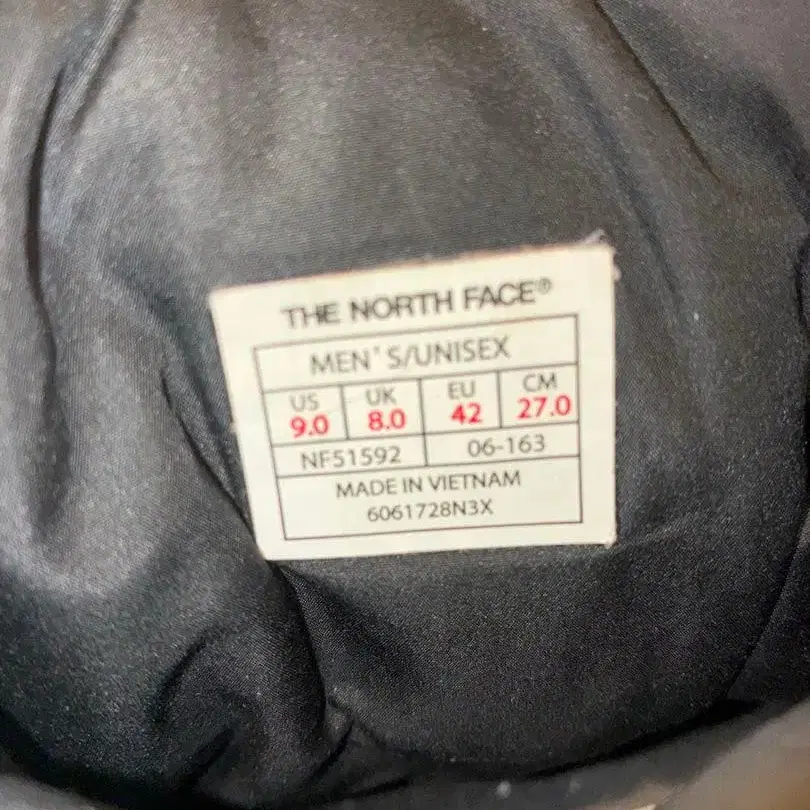 THE NORTH FACE®
MEN'S/UNISEX
US UK EU CM
9.0 8.0 42 27.0
NF51592 06-163
MADE IN VIETNAM
6061728N3X